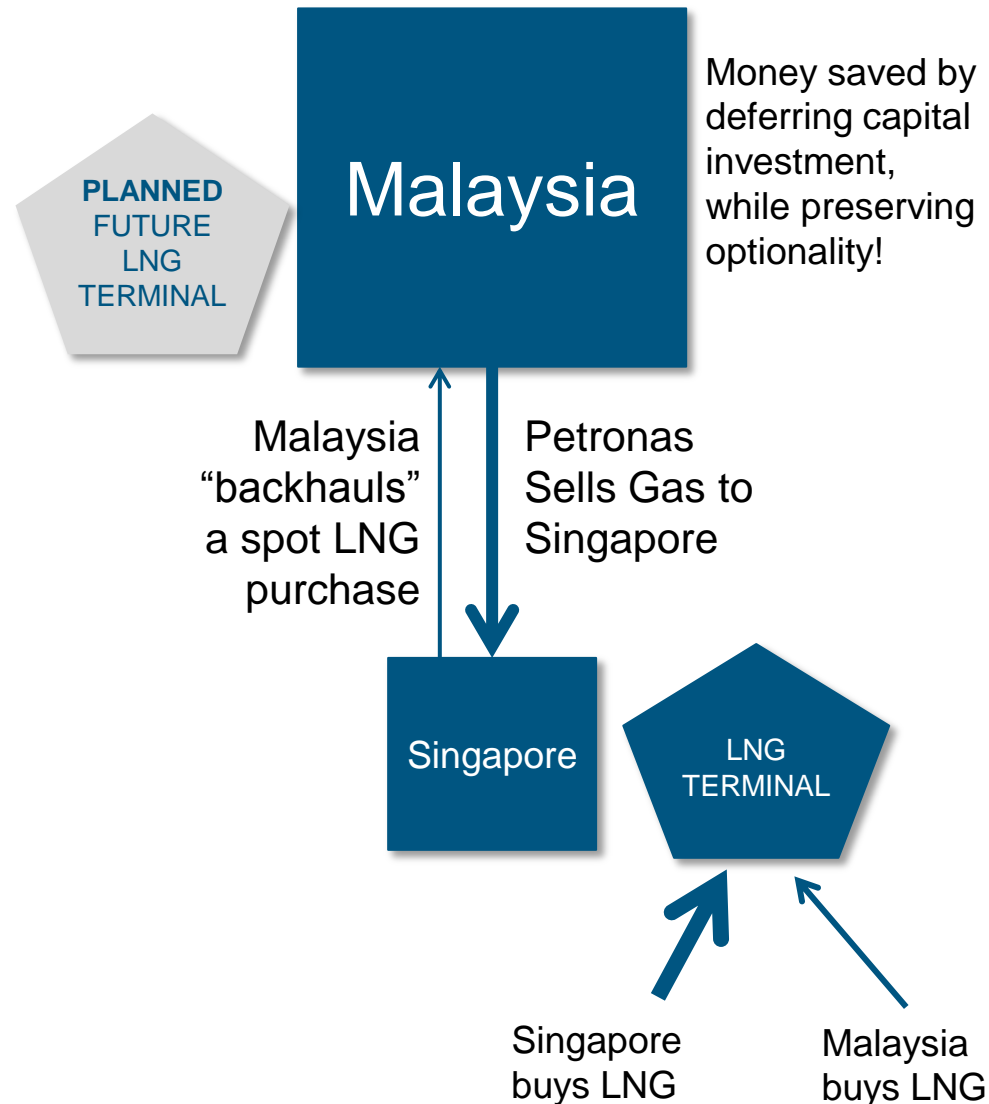 Malaysia
Money saved by
deferring capital
investment,
while preserving
optionality!
PLANNED
FUTURE
LNG
TERMINAL
Malaysia
“backhauls”
a spot LNG
purchase
Petronas
Sells Gas to
Singapore
Singapore
LNG
TERMINAL
Singapore
buys LNG
Malaysia
buys LNG